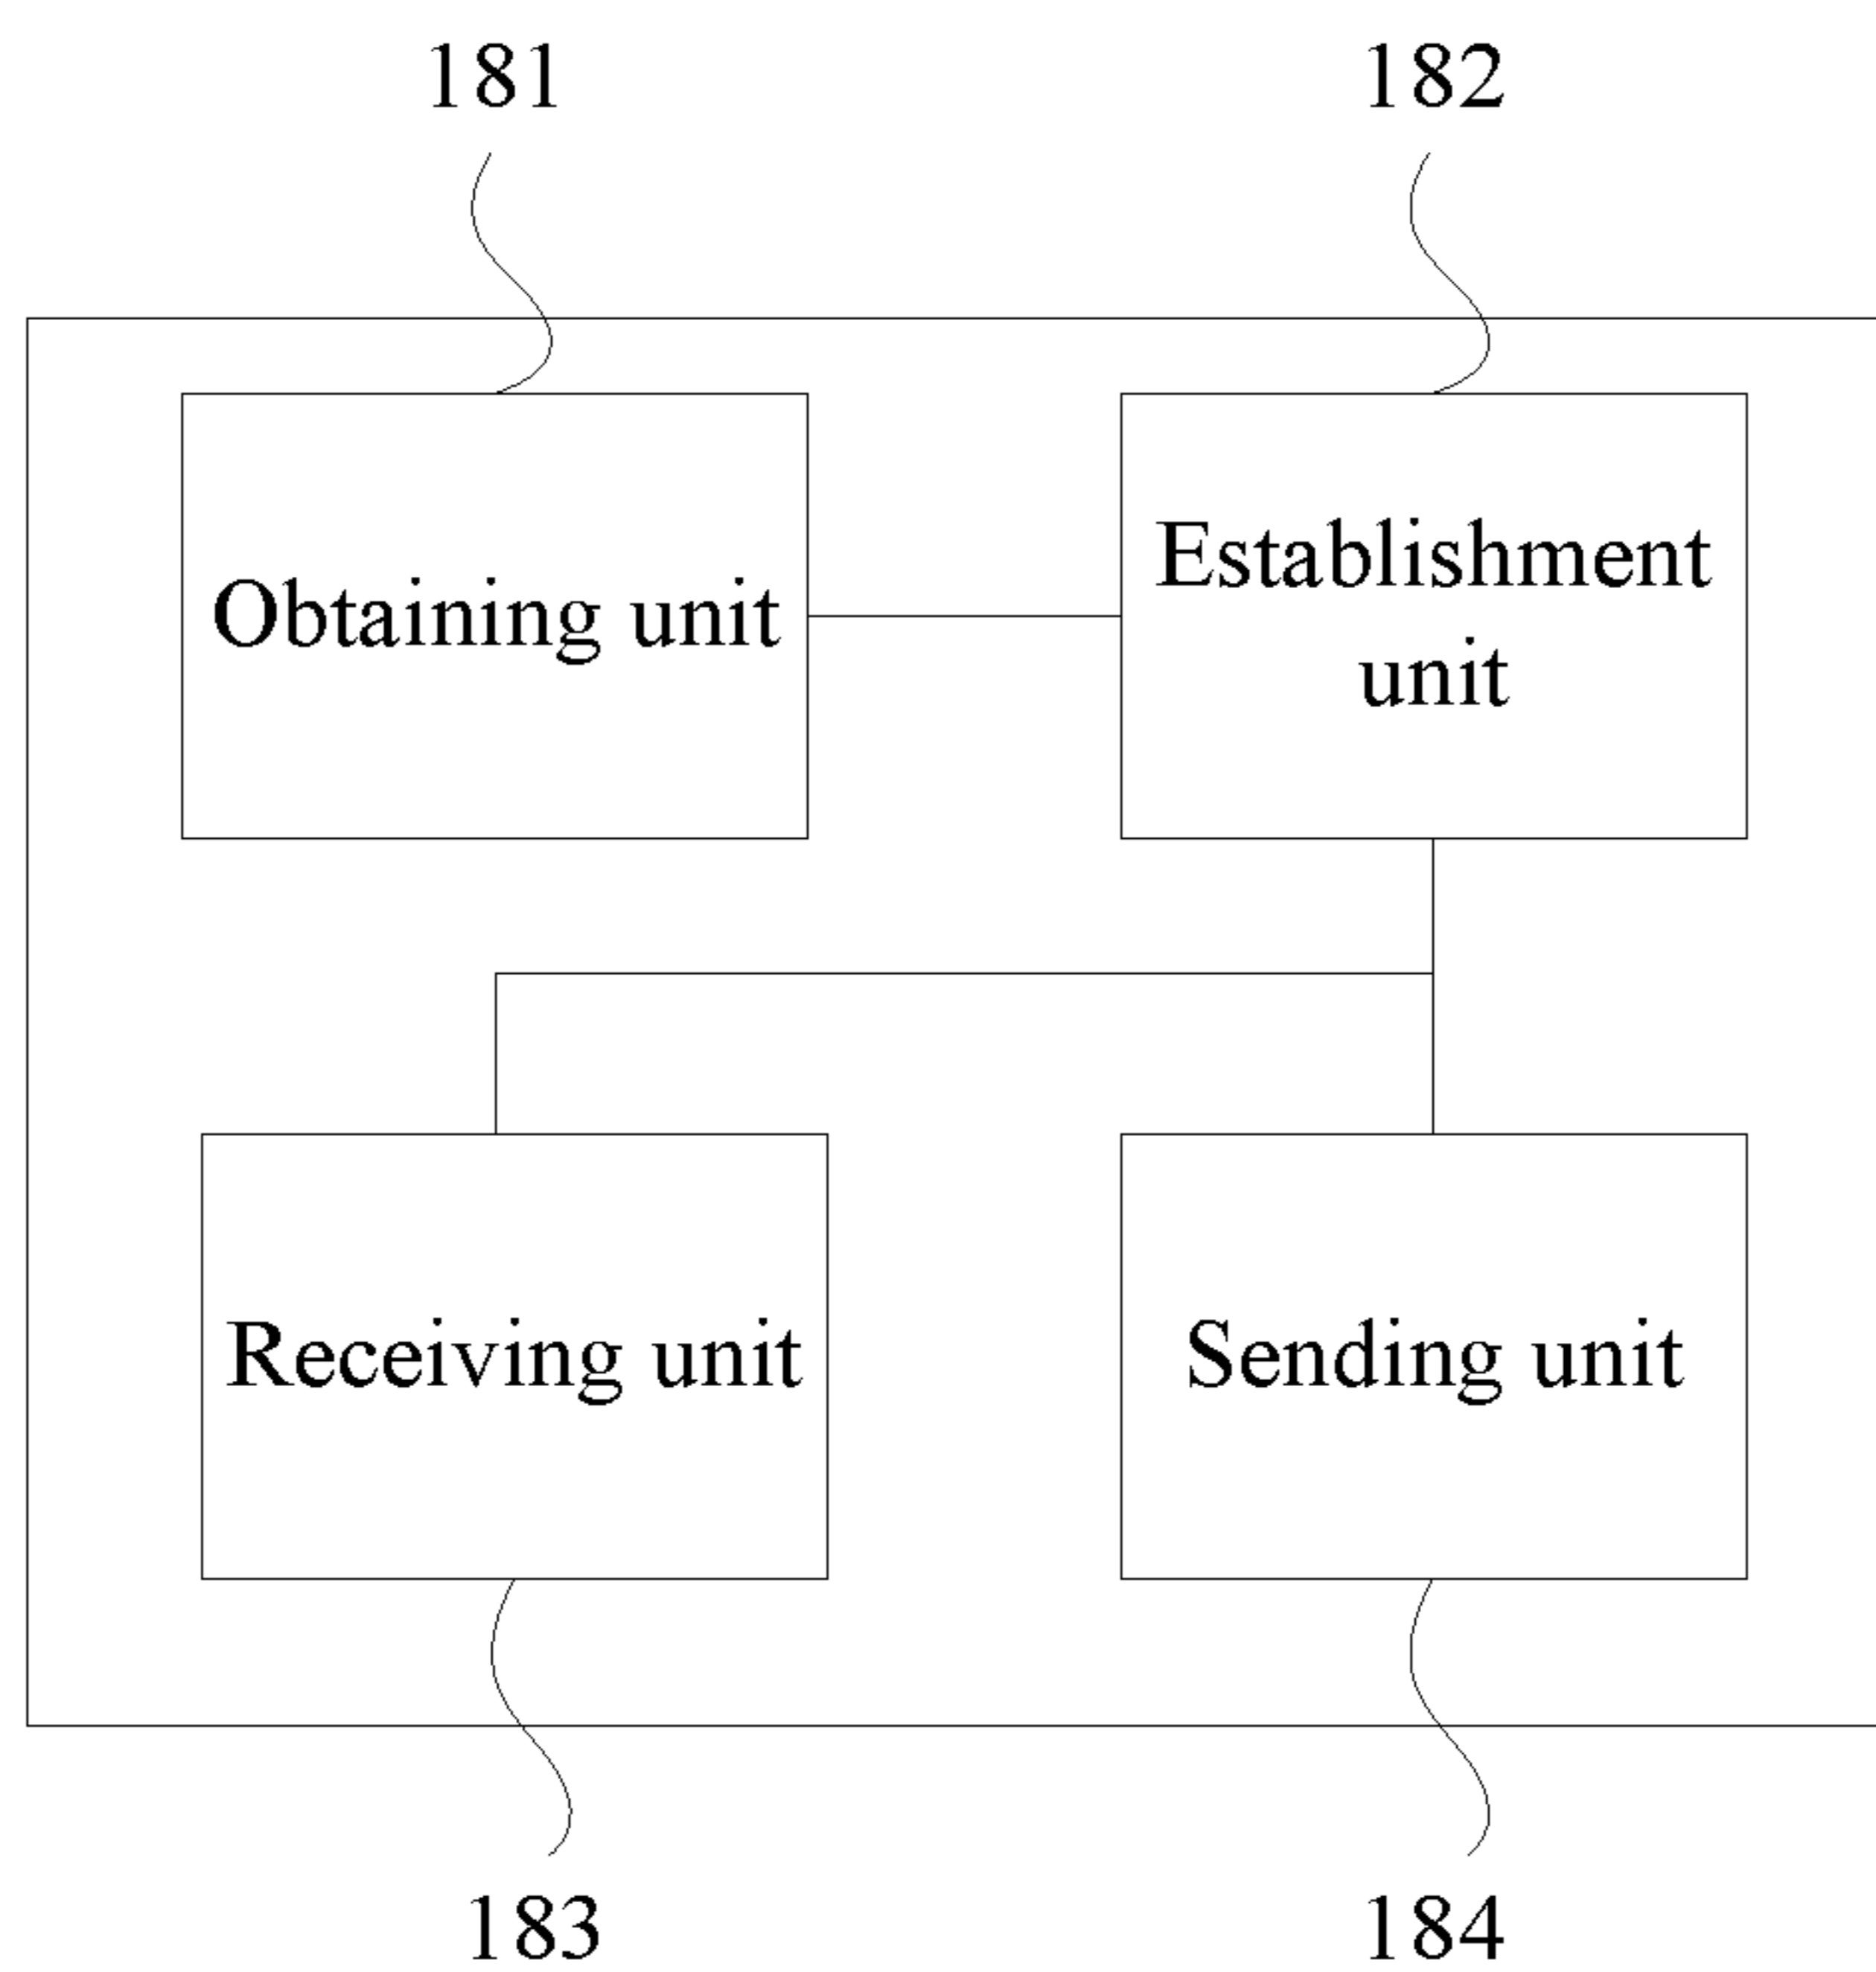 181
182
Obtaining unit
Establishment
unit
Receiving unit
Sending unit
183
184